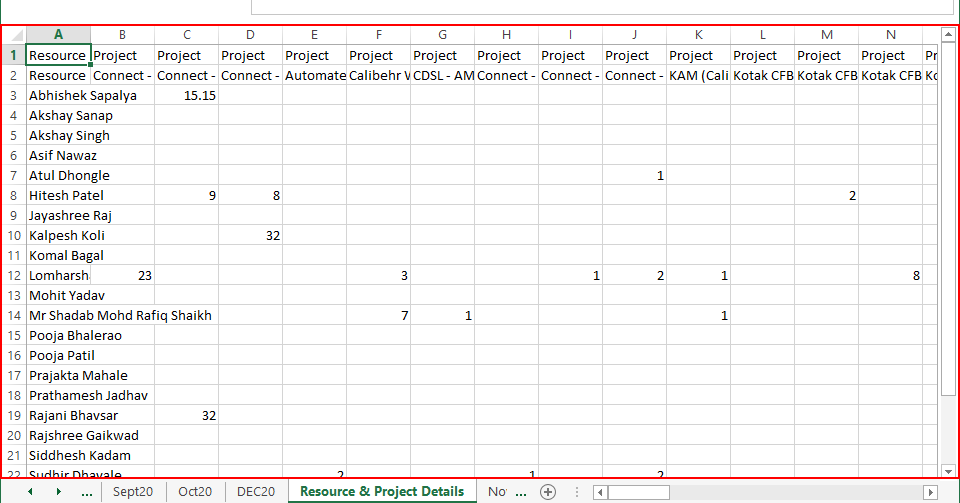 A B C D E F G H I J K L M N
1 Resource Project Project Project Project Project Project Project Project Project Project Project Project Project Pr
2 Resource Connect - Connect - Connect - Automate Calibehr W CDSL - AM Connect - Connect - Connect - KAM (Cali Kotak CFB Kotak CFB Kotak CFB Ko
3 Abhishek Sapalya 15.15
4 Akshay Sanap
5 Akshay Singh
6 Asif Nawaz
7 Atul Dhongle 1
8 Hitesh Patel 9 8 2
9 Jayashree Raj
10 Kalpesh Koli 32
11 Komal Bagal
12 Lomharsh 23 3 1 2 1 8
13 Mohit Yadav
14 Mr Shadab Mohd Rafiq Shaikh 7 1 1
15 Pooja Bhalerao
16 Pooja Patil
17 Prajakta Mahale
18 Prathamesh Jadhav
19 Rajani Bhavsar 32
20 Rajshree Gaikwad
21 Siddhesh Kadam
22 Sudhir Dhavale 2 1 2
... Sept20 Oct20 DEC20 Resource & Project Details No ...